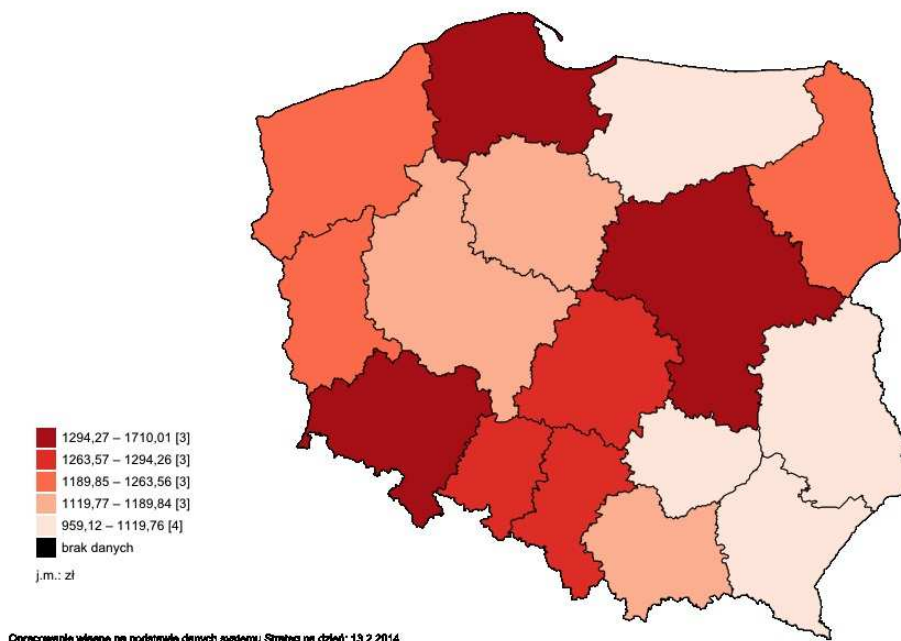 1294,27 – 1710,01 [3]
1263,57 – 1294,26 [3]
1189,85 – 1263,56 [3]
1119,77 – 1189,84 [3]
959,12 – 1119,76 [4]
brak danych
j.m.: zł
Opracowanie własne na podstawie danych systemu Strateg na dzień: 13.2.2014